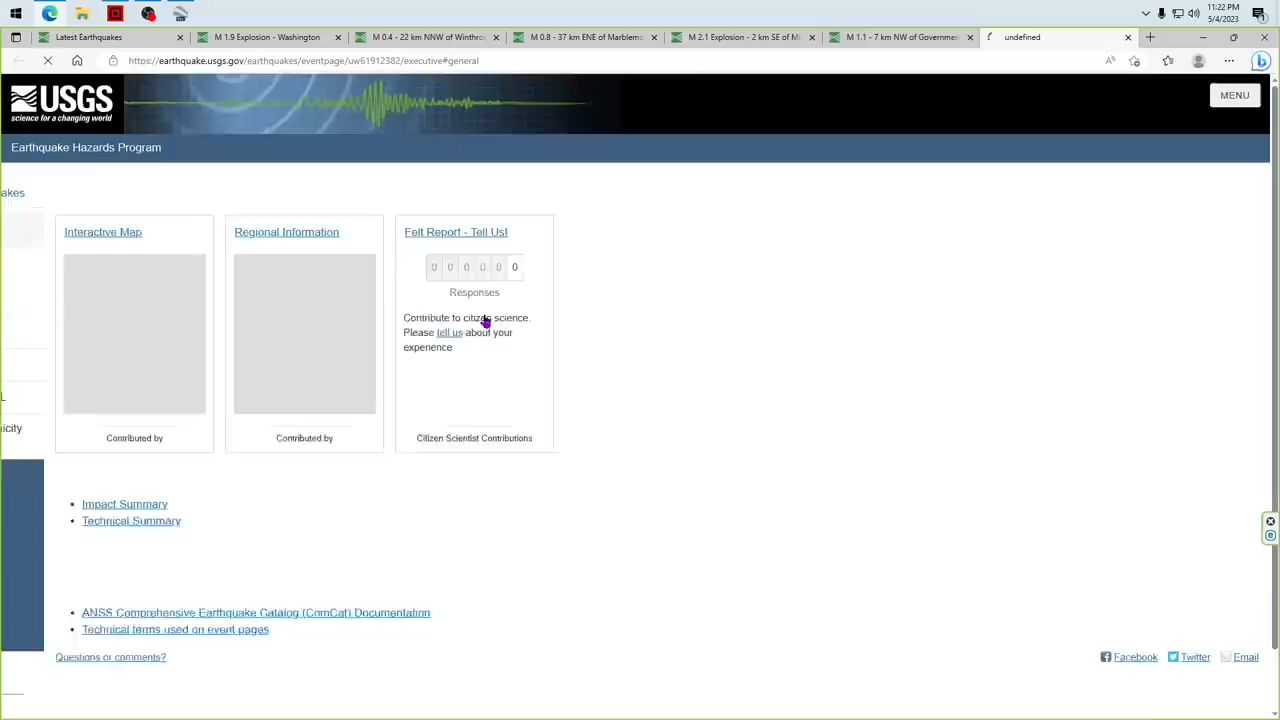 11:22 PM
5/4/2023
Latest Earthquakes
M 1.9 Explosion - Washington
M 0.4 - 22 km NNW of Winthrop
M 0.8 - 37 km ENE of Marblemo
M 2.1 Explosion - 2 km SE of Mi
M 1.1 - 7 km NW of Governmen
undefined
https://earthquake.usgs.gov/earthquakes/eventpage/uw61912382/executive#general
USGS
science for a changing world
MENU
Earthquake Hazards Program
akes
Interactive Map
Regional Information
Felt Report - Tell Us!
0 0 0 0 0 0
Responses
Contribute to citizen science.
Please tell us about your
experience
L
icity
Contributed by
Contributed by
Citizen Scientist Contributions
Impact Summary
Technical Summary
ANSS Comprehensive Earthquake Catalog (ComCat) Documentation
Technical terms used on event pages
Questions or comments?
Facebook
Twitter
Email